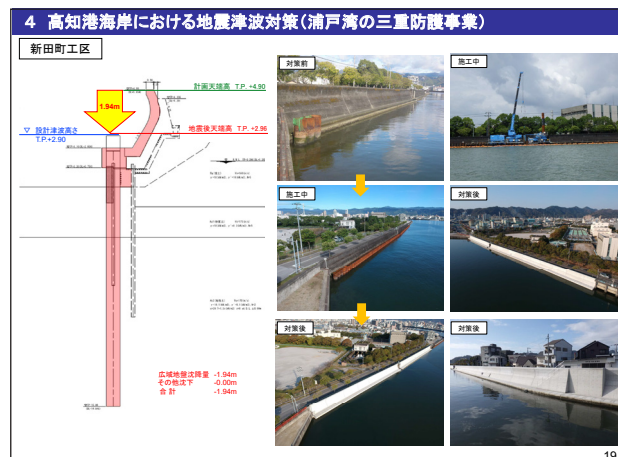 4 高知港海岸における地震津波対策(浦戸湾の三重防護事業)
新田町工区
1.94m
計画天端高 T.P.+4.90
▽ 設計津波高さ
T.P.+2.90
地震後天端高 T.P.+2.96
広域地盤沈降量 -1.94m
その他沈下 -0.00m
合 計 -1.94m
対策前
施工中
施工中
対策後
対策後
対策後
19